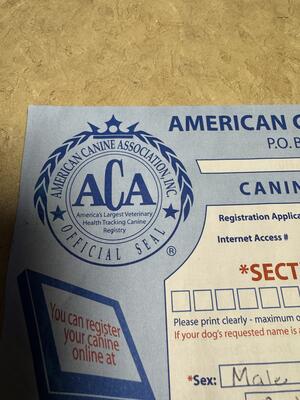 AMERICAN CANINE ASSOCIATION INC.
ACA
America's Largest Veterinary
Health Tracking Canine
Registry
OFFICIAL SEAL
®
AMERICAN
P.O.
CANIN
Registration Applica
Internet Access #
*SECT
Please print clearly - maximum o
If your dog's requested name is a
*Sex: Male
You can register
your canine
online at